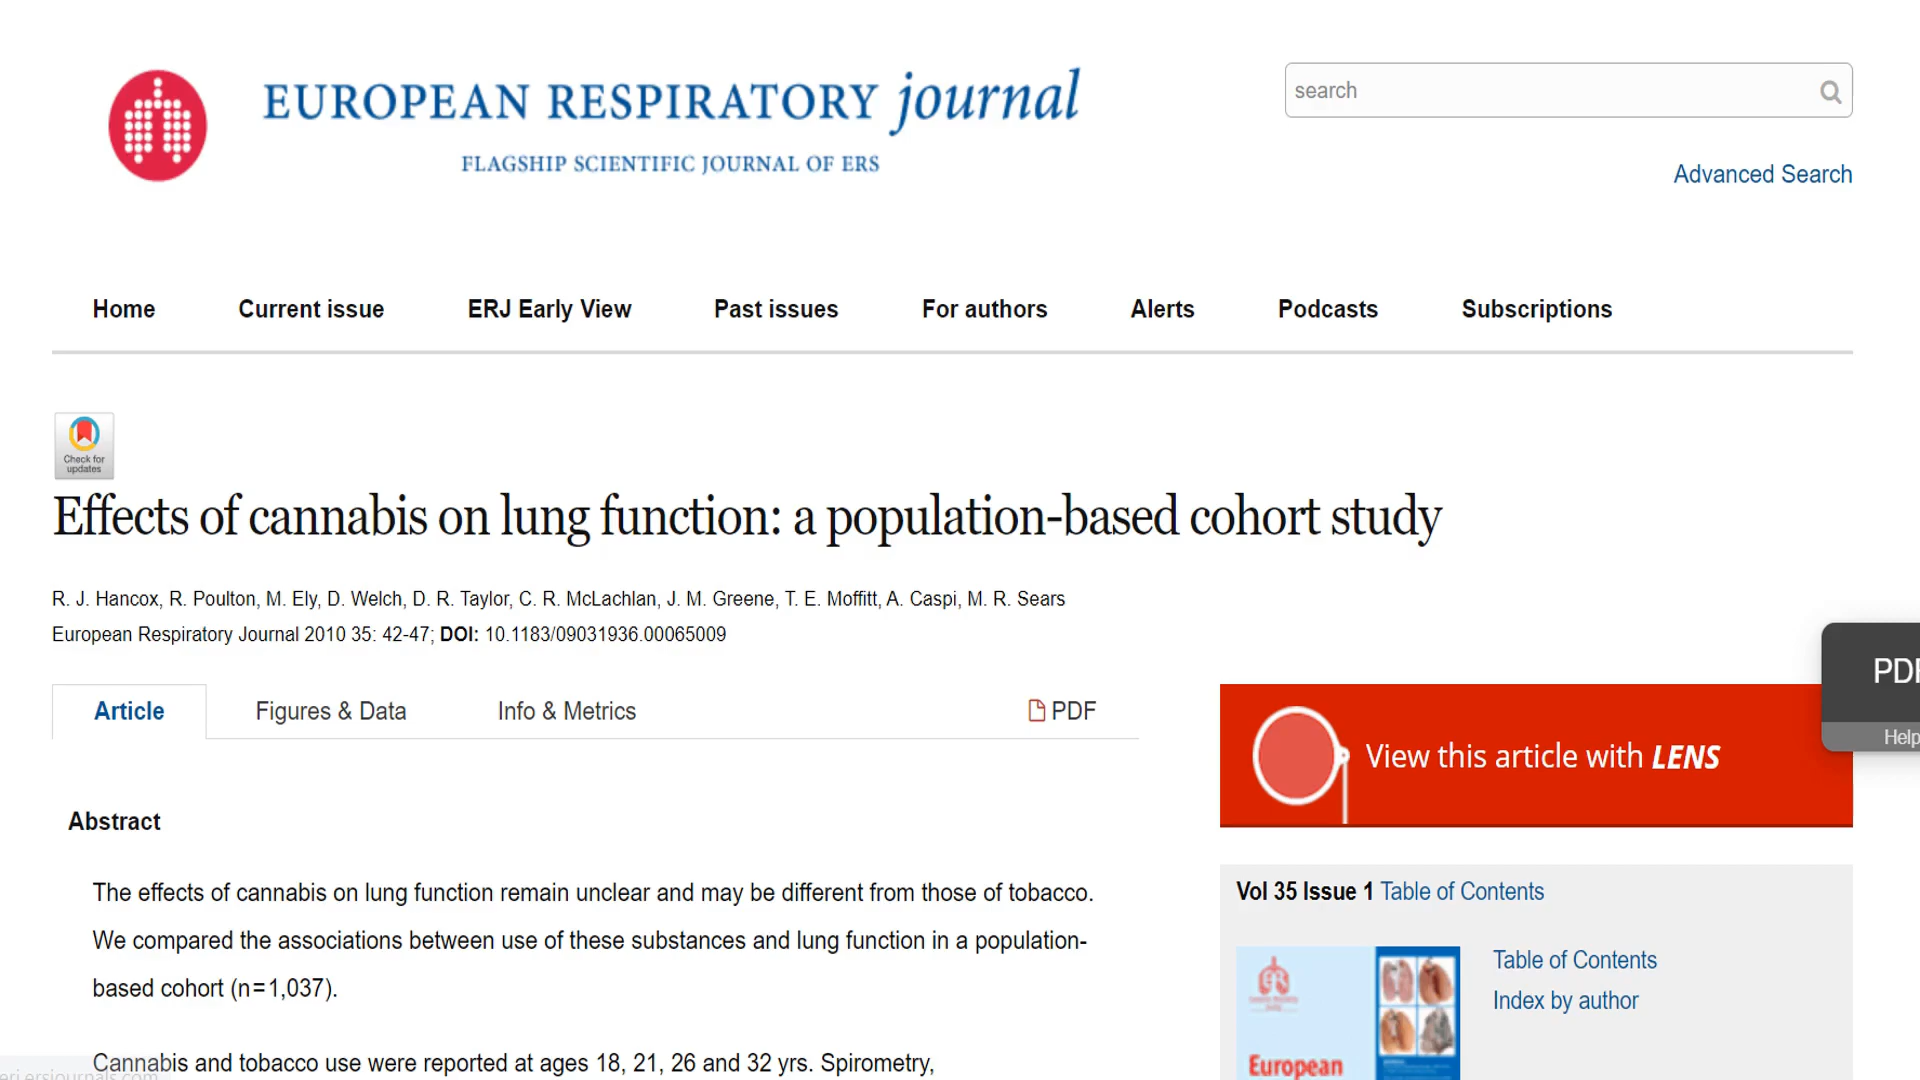 EUROPEAN RESPIRATORY journal
FLAGSHIP SCIENTIFIC JOURNAL OF ERS
search
Advanced Search
Home
Current issue
ERJ Early View
Past issues
For authors
Alerts
Podcasts
Subscriptions
Check for
updates
Effects of cannabis on lung function: a population-based cohort study
R. J. Hancox, R. Poulton, M. Ely, D. Welch, D. R. Taylor, C. R. McLachlan, J. M. Greene, T. E. Moffitt, A. Caspi, M. R. Sears
European Respiratory Journal 2010 35: 42-47; DOI: 10.1183/09031936.00065009
Article
Figures & Data
Info & Metrics
PDF
Abstract
The effects of cannabis on lung function remain unclear and may be different from those of tobacco.
We compared the associations between use of these substances and lung function in a population-
based cohort (n=1,037).
Cannabis and tobacco use were reported at ages 18, 21, 26 and 32 yrs. Spirometry,
erj.ersjournals.com
PDF
Help
View this article with LENS
Vol 35 Issue 1 Table of Contents
Table of Contents
Index by author
European